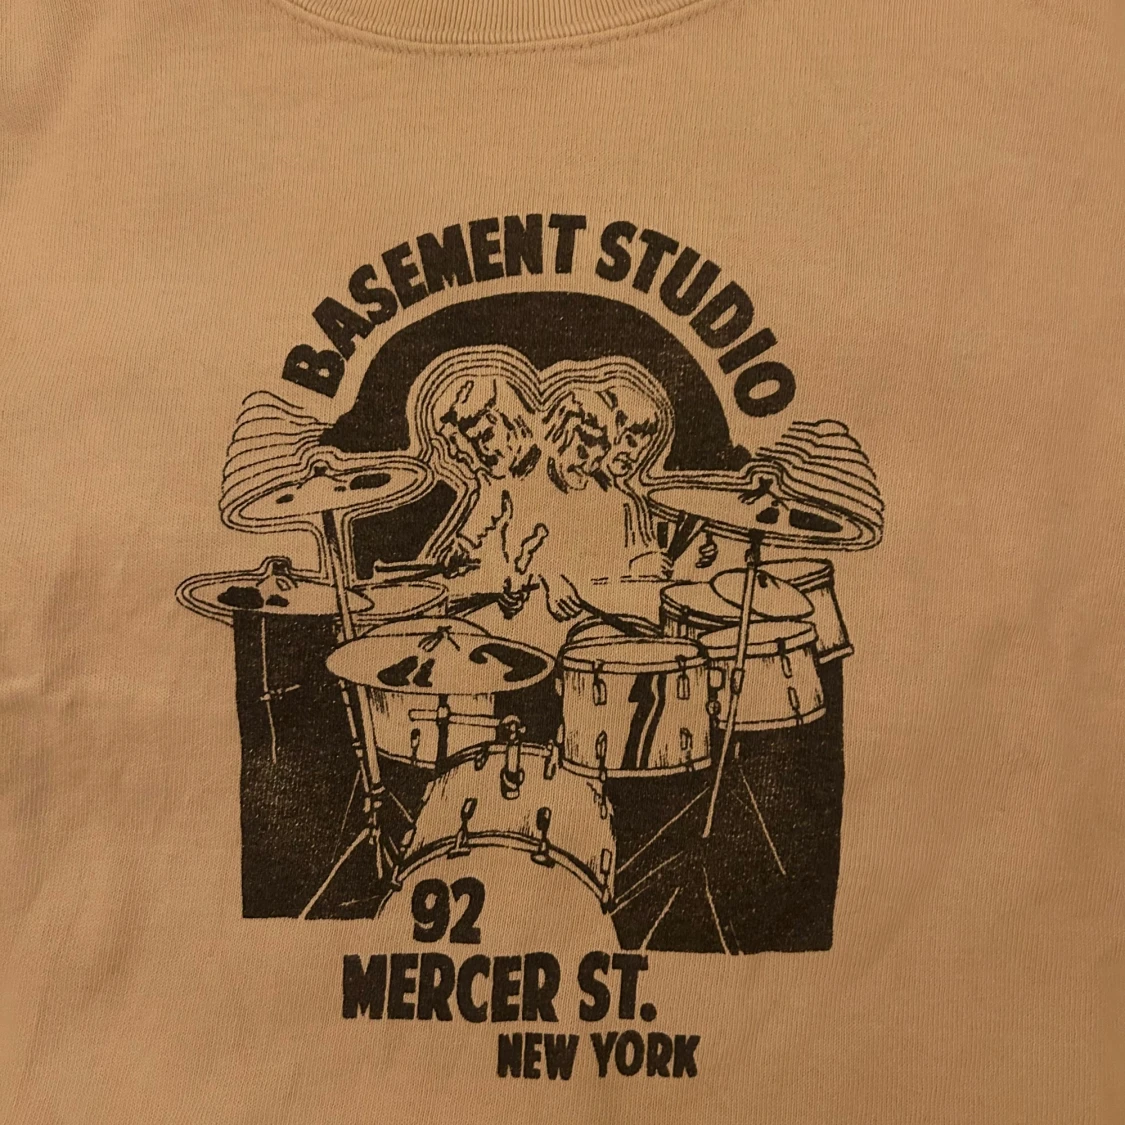 BASEMENT STUDIO
92
MERCER ST.
NEW YORK